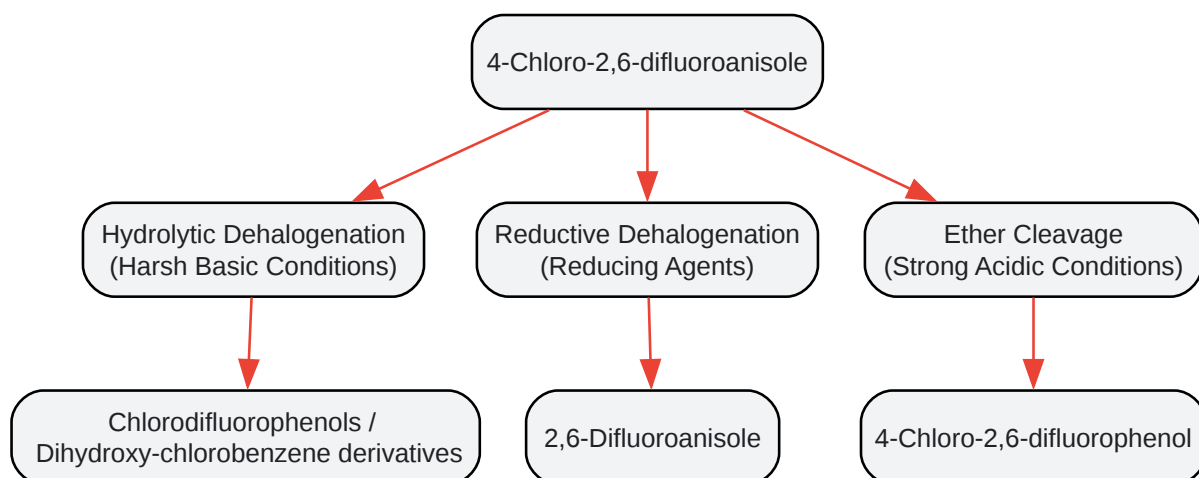 4-Chloro-2,6-difluoroanisole
Hydrolytic Dehalogenation
(Harsh Basic Conditions)
Reductive Dehalogenation
(Reducing Agents)
Ether Cleavage
(Strong Acidic Conditions)
Chlorodifluorophenols /
Dihydroxy-chlorobenzene derivatives
2,6-Difluoroanisole
4-Chloro-2,6-difluorophenol